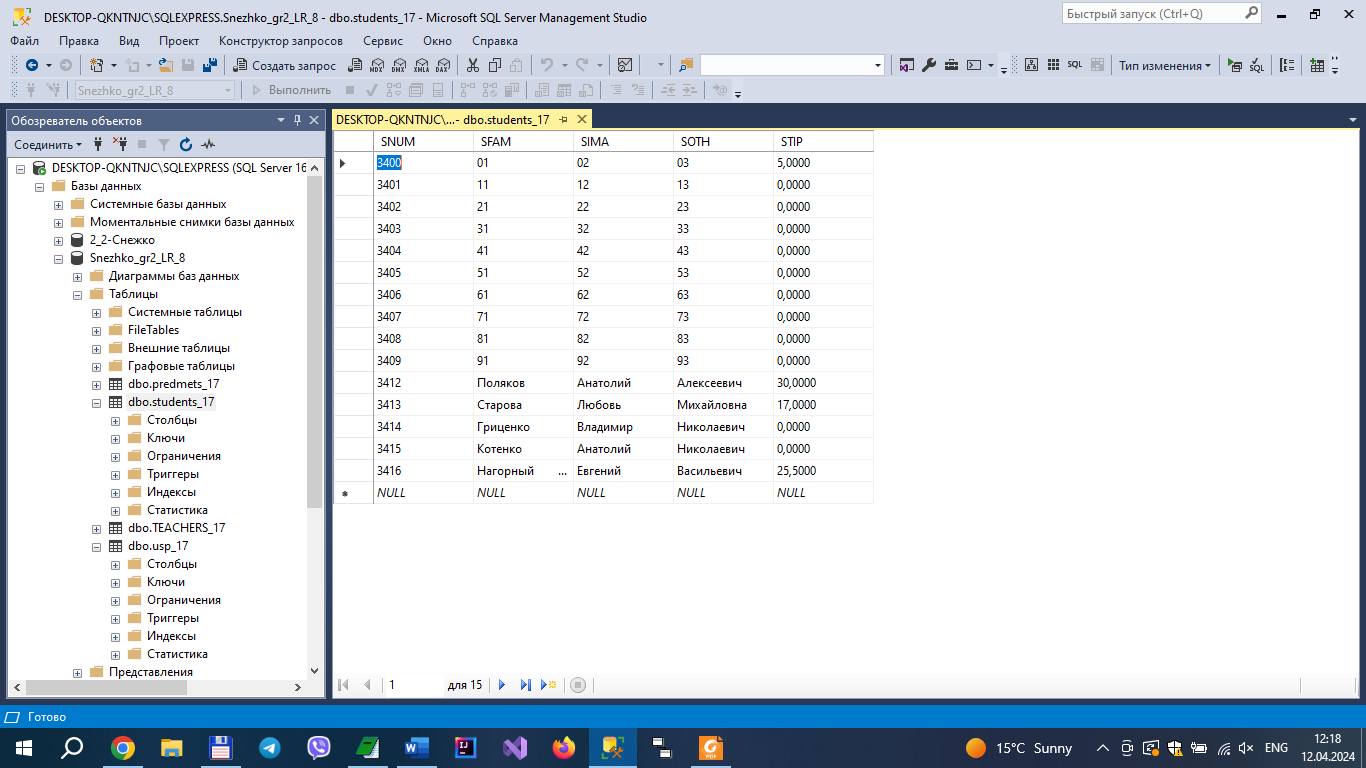 DESKTOP-QKNTNJC\SQLEXPRESS.Snezhko_gr2_LR_8 - dbo.students_17 - Microsoft SQL Server Management Studio
Быстрый запуск (Ctrl+Q)
Файл Правка Вид Проект Конструктор запросов Сервис Окно Справка
Создать запрос MDX DMX XMLA DAX SQL Тип изменения
Snezhko_gr2_LR_8 Выполнить
Обозреватель объектов
DESKTOP-QKNTNJC\...- dbo.students_17
Соединить
DESKTOP-QKNTNJC\SQLEXPRESS (SQL Server 16
Базы данных
Системные базы данных
Моментальные снимки базы данных
2_2-Снежко
Snezhko_gr2_LR_8
Диаграммы баз данных
Таблицы
Системные таблицы
FileTables
Внешние таблицы
Графовые таблицы
dbo.predmets_17
dbo.students_17
Столбцы
Ключи
Ограничения
Триггеры
Индексы
Статистика
dbo.TEACHERS_17
dbo.usp_17
Столбцы
Ключи
Ограничения
Триггеры
Индексы
Статистика
Представления
SNUM SFAM SIMA SOTH STIP
3400 01 02 03 5,0000
3401 11 12 13 0,0000
3402 21 22 23 0,0000
3403 31 32 33 0,0000
3404 41 42 43 0,0000
3405 51 52 53 0,0000
3406 61 62 63 0,0000
3407 71 72 73 0,0000
3408 81 82 83 0,0000
3409 91 92 93 0,0000
3412 Поляков Анатолий Алексеевич 30,0000
3413 Старова Любовь Михайловна 17,0000
3414 Гриценко Владимир Николаевич 0,0000
3415 Котенко Анатолий Николаевич 0,0000
3416 Нагорный ... Евгений Васильевич 25,5000
NULL NULL NULL NULL NULL
1 для 15
Готово
15°C Sunny
ENG
12:18
12.04.2024